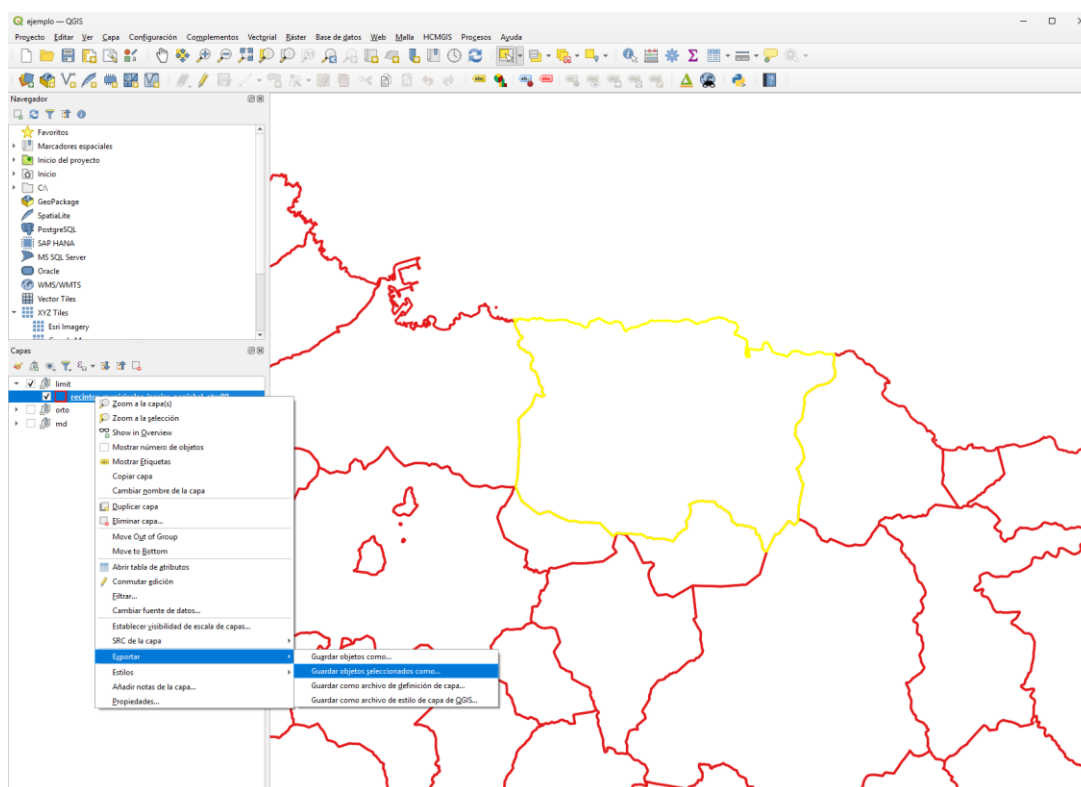 ejemplo — QGIS
Proyecto Editar Ver Capa Configuración Complementos Vectorial Ráster Base de datos Web Malla HCMGIS Procesos Ayuda
Navegador
Favoritos
Marcadores espaciales
Inicio del proyecto
Inicio
C:\
GeoPackage
SpatiaLite
PostgreSQL
SAP HANA
MS SQL Server
Oracle
WMS/WMTS
Vector Tiles
XYZ Tiles
Esri Imagery
Capas
limit
orto
md
Zoom a la capa(s)
Zoom a la selección
Show in Overview
Mostrar número de objetos
Mostrar Etiquetas
Copiar capa
Cambiar nombre de la capa
Duplicar capa
Eliminar capa...
Move Out of Group
Move to Bottom
Abrir tabla de atributos
Conmutar edición
Filtrar...
Cambiar fuente de datos...
Establecer visibilidad de escala de capas...
SRC de la capa
Exportar
Estilos
Añadir notas de la capa...
Propiedades...
Guardar objetos como...
Guardar objetos seleccionados como...
Guardar como archivo de definición de capa...
Guardar como archivo de estilo de capa de QGIS...